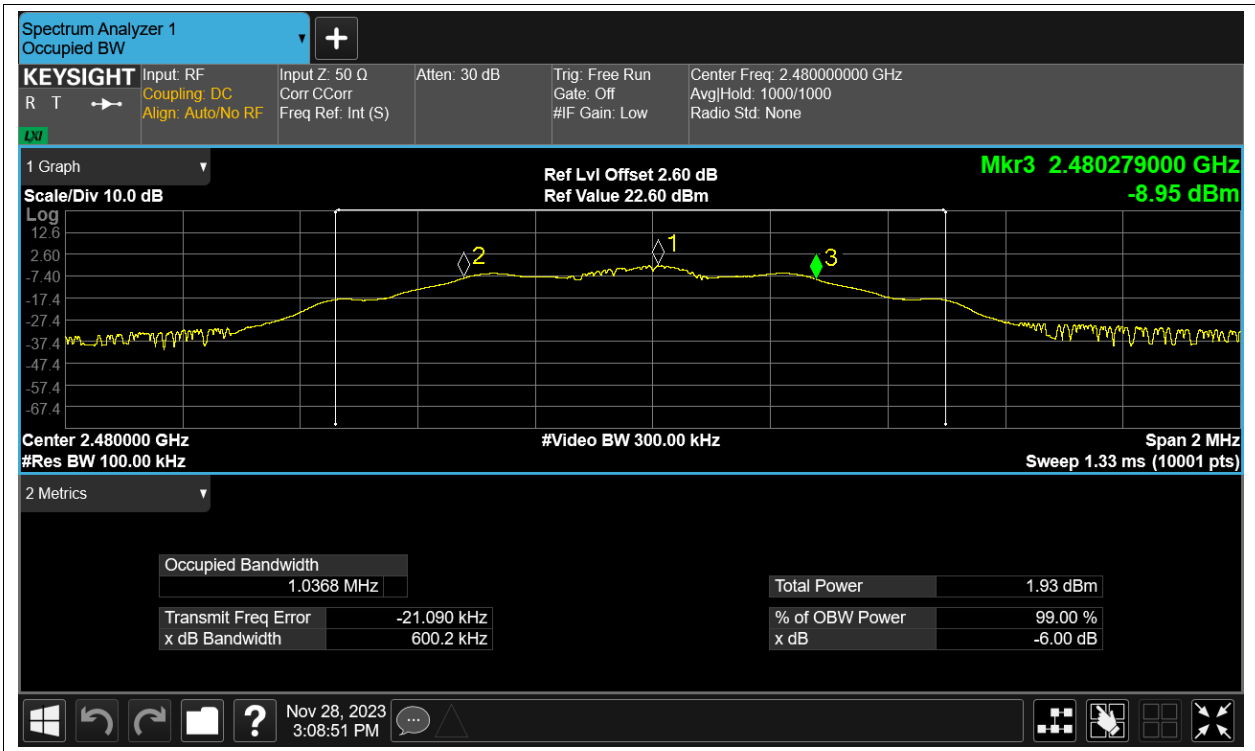 Spectrum Analyzer 1
Occupied BW
KEYSIGHT
R T
LXI
Input: RF
Coupling: DC
Align: Auto/No RF
Input Z: 50 Ω
Corr CCorr
Freq Ref: Int (S)
Atten: 30 dB
Trig: Free Run
Gate: Off
#IF Gain: Low
Center Freq: 2.480000000 GHz
Avg|Hold: 1000/1000
Radio Std: None
1 Graph
Scale/Div 10.0 dB
Ref Lvl Offset 2.60 dB
Ref Value 22.60 dBm
Mkr3 2.480279000 GHz
-8.95 dBm
Log
12.6
2.60
-7.40
-17.4
-27.4
-37.4
-47.4
-57.4
-67.4
2
1
3
Center 2.480000 GHz
#Res BW 100.00 kHz
#Video BW 300.00 kHz
Span 2 MHz
Sweep 1.33 ms (10001 pts)
2 Metrics
Occupied Bandwidth
1.0368 MHz
Transmit Freq Error -21.090 kHz
x dB Bandwidth 600.2 kHz
Total Power 1.93 dBm
% of OBW Power 99.00 %
x dB -6.00 dB
?
Nov 28, 2023
3:08:51 PM